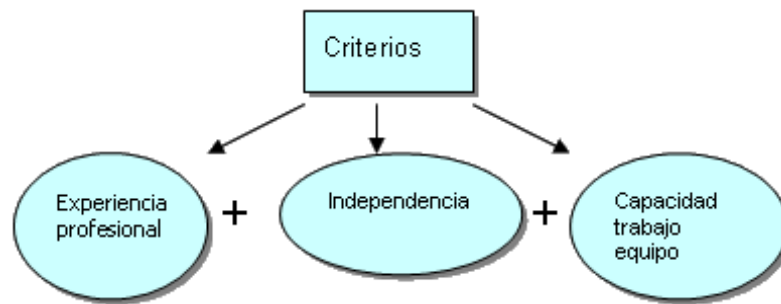 Criterios
Experiencia
profesional
+
Independencia
+
Capacidad
trabajo
equipo